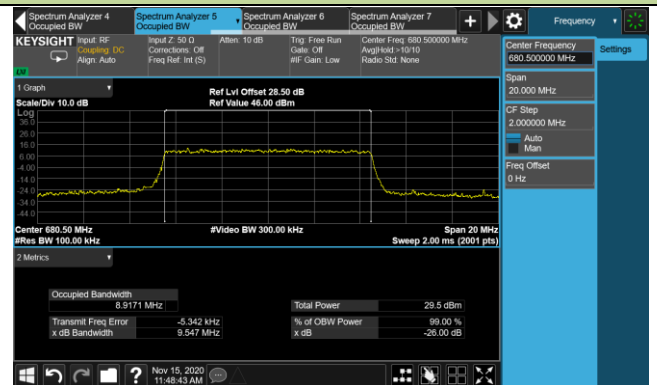 Spectrum Analyzer 4
Occupied BW
Spectrum Analyzer 5
Occupied BW
Spectrum Analyzer 6
Occupied BW
Spectrum Analyzer 7
Occupied BW
+
Frequency
KEYSIGHT
Input: RF
Coupling: DC
Align: Auto
Input Z: 50 Ω
Corrections: Off
Freq Ref: Int (S)
Atten: 10 dB
Trig: Free Run
Gate: Off
#IF Gain: Low
Center Freq: 680.500000 MHz
Avg|Hold:>10/10
Radio Std: None
LW
Center Frequency
680.500000 MHz
Settings
Span
20.000 MHz
CF Step
2.000000 MHz
Auto
Man
Freq Offset
0 Hz
1 Graph
Scale/Div 10.0 dB
Ref Lvl Offset 28.50 dB
Ref Value 46.00 dBm
Log
36.0
26.0
16.0
6.00
-4.00
-14.0
-24.0
-34.0
-44.0
Center 680.50 MHz
#Res BW 100.00 kHz
#Video BW 300.00 kHz
Span 20 MHz
Sweep 2.00 ms (2001 pts)
2 Metrics
Occupied Bandwidth
8.9171 MHz
Total Power 29.5 dBm
Transmit Freq Error -5.342 kHz
% of OBW Power 99.00 %
x dB Bandwidth 9.547 MHz
x dB -26.00 dB
?
Nov 15, 2020
11:48:43 AM